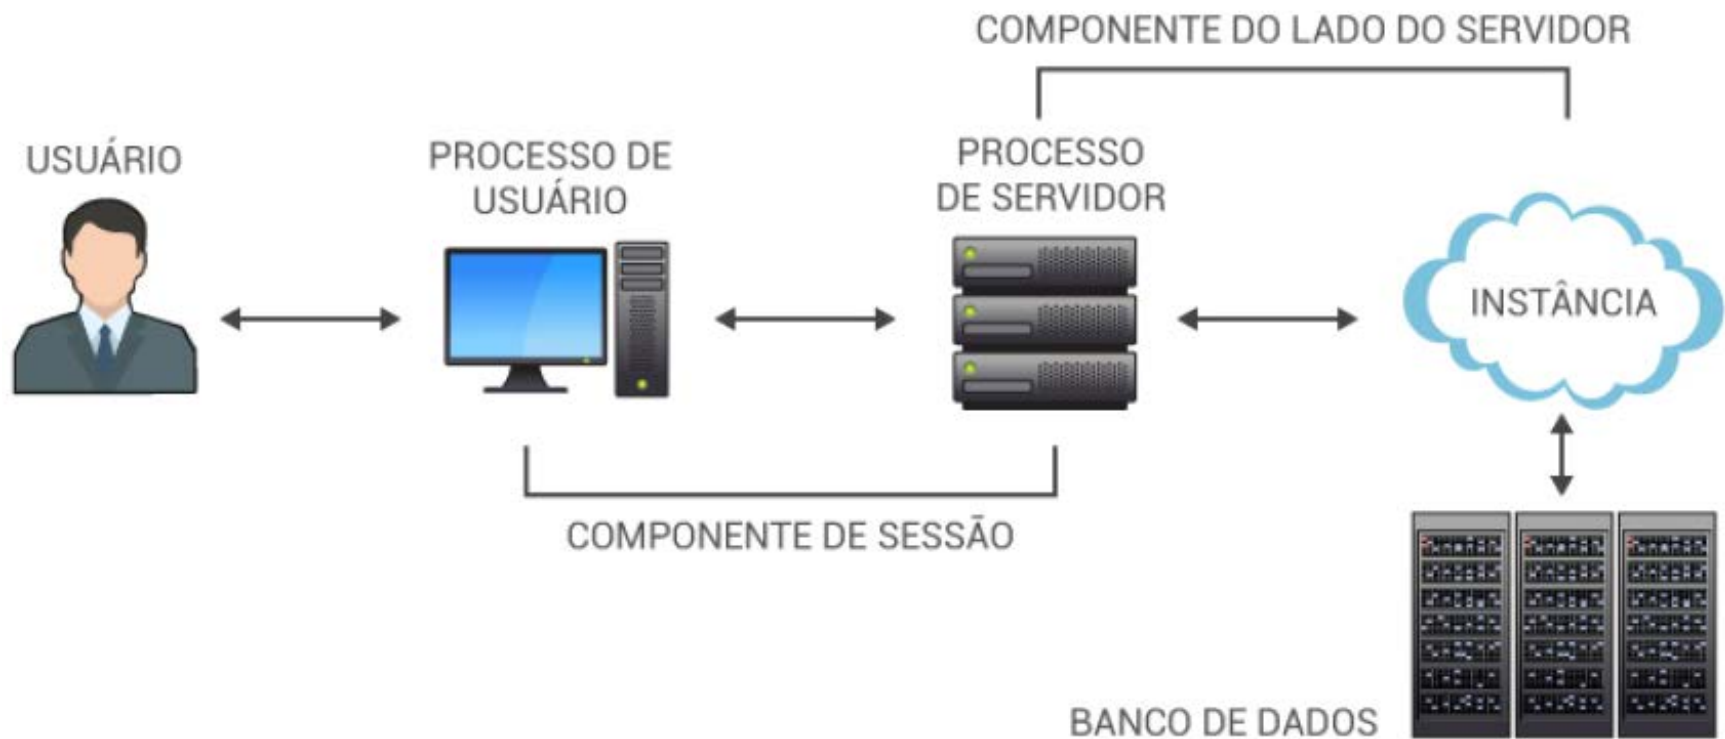 COMPONENTE DO LADO DO SERVIDOR
USUÁRIO
PROCESSO DE
USUÁRIO
PROCESSO
DE SERVIDOR
INSTÂNCIA
COMPONENTE DE SESSÃO
BANCO DE DADOS